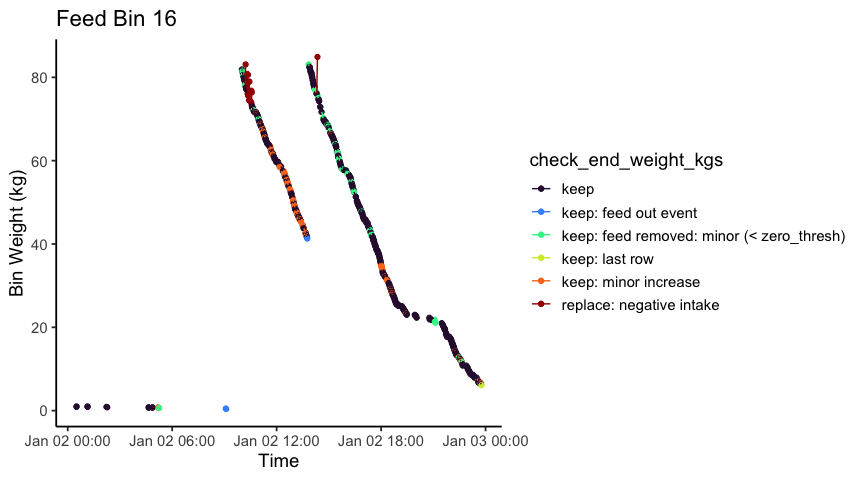 Feed Bin 16
Bin Weight (kg)
80
60
40
20
0
Jan 02 00:00 Jan 02 06:00 Jan 02 12:00 Jan 02 18:00 Jan 03 00:00
Time
check_end_weight_kgs
keep
keep: feed out event
keep: feed removed: minor (< zero_thresh)
keep: last row
keep: minor increase
replace: negative intake